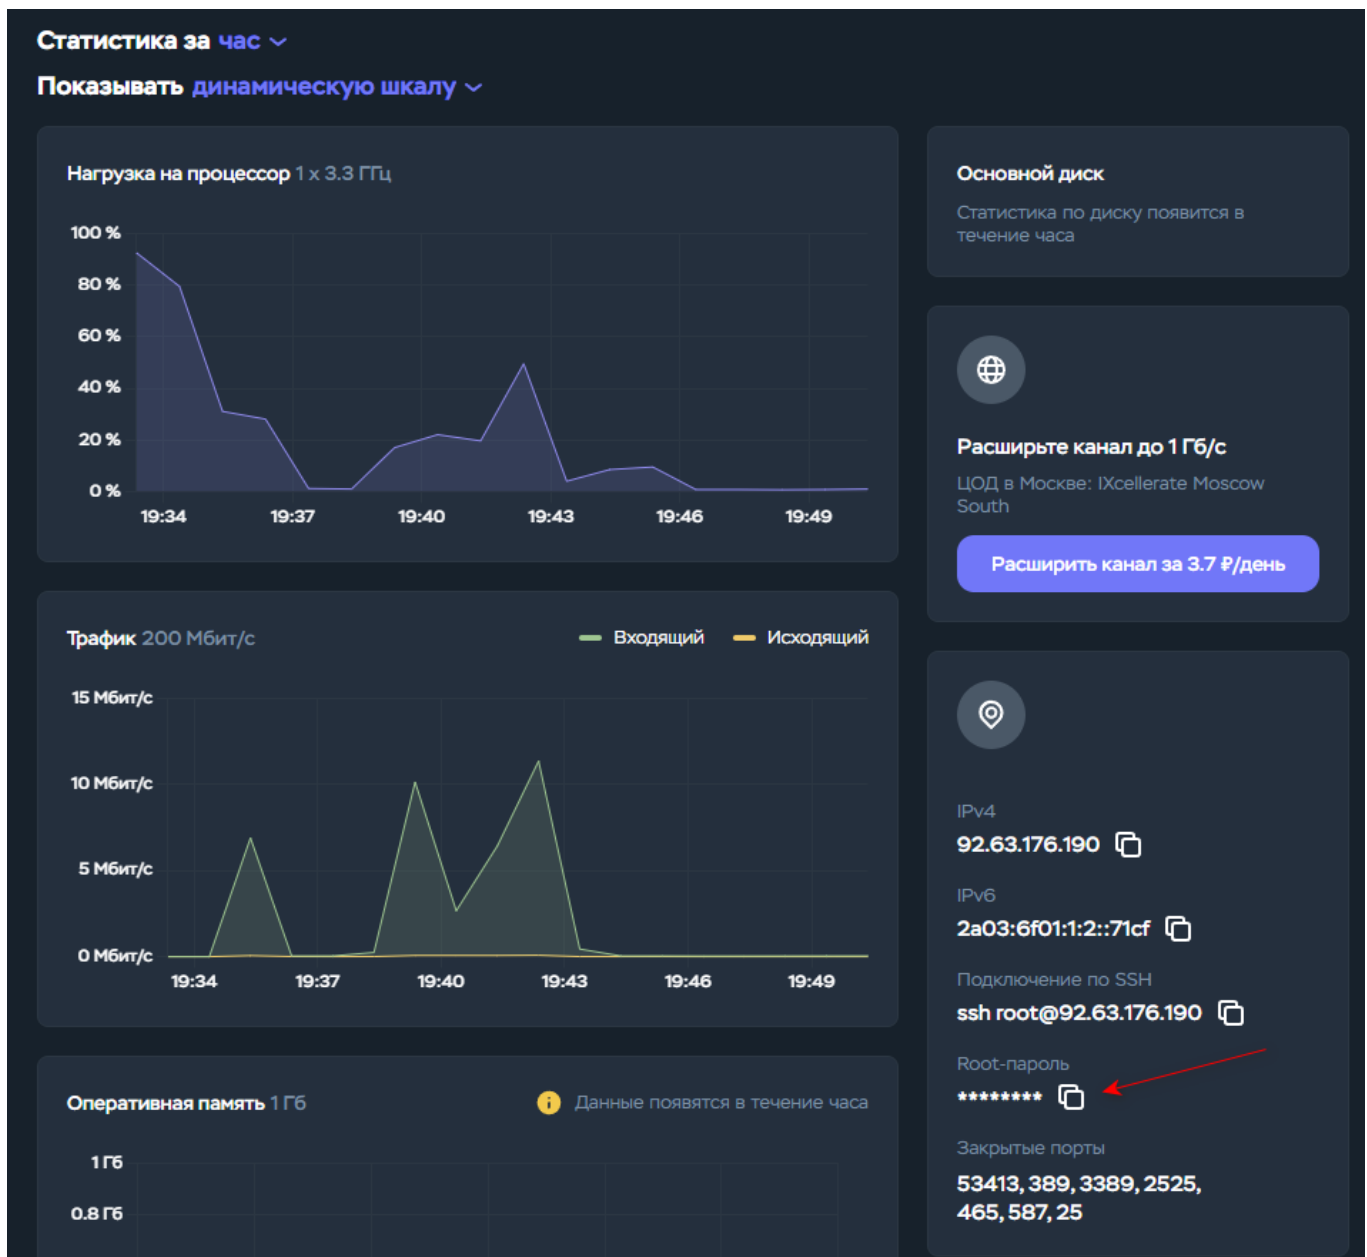 Статистика за час
Показывать динамическую шкалу
Нагрузка на процессор 1 x 3.3 ГГц
100 %
80 %
60 %
40 %
20 %
0 %
19:34 19:37 19:40 19:43 19:46 19:49
Трафик 200 Мбит/с
Входящий Исходящий
15 Мбит/с
10 Мбит/с
5 Мбит/с
0 Мбит/с
19:34 19:37 19:40 19:43 19:46 19:49
Оперативная память 1 Гб
Данные появятся в течение часа
1 Гб
0.8 Гб
Основной диск
Статистика по диску появится в
течение часа
Расширьте канал до 1 Гб/с
ЦОД в Москве: IXcellerate Moscow
South
Расширить канал за 3.7 ₽/день
IPv4
92.63.176.190
IPv6
2a03:6f01:1:2::71cf
Подключение по SSH
ssh root@92.63.176.190
Root-пароль
********
Закрытые порты
53413, 389, 3389, 2525,
465, 587, 25